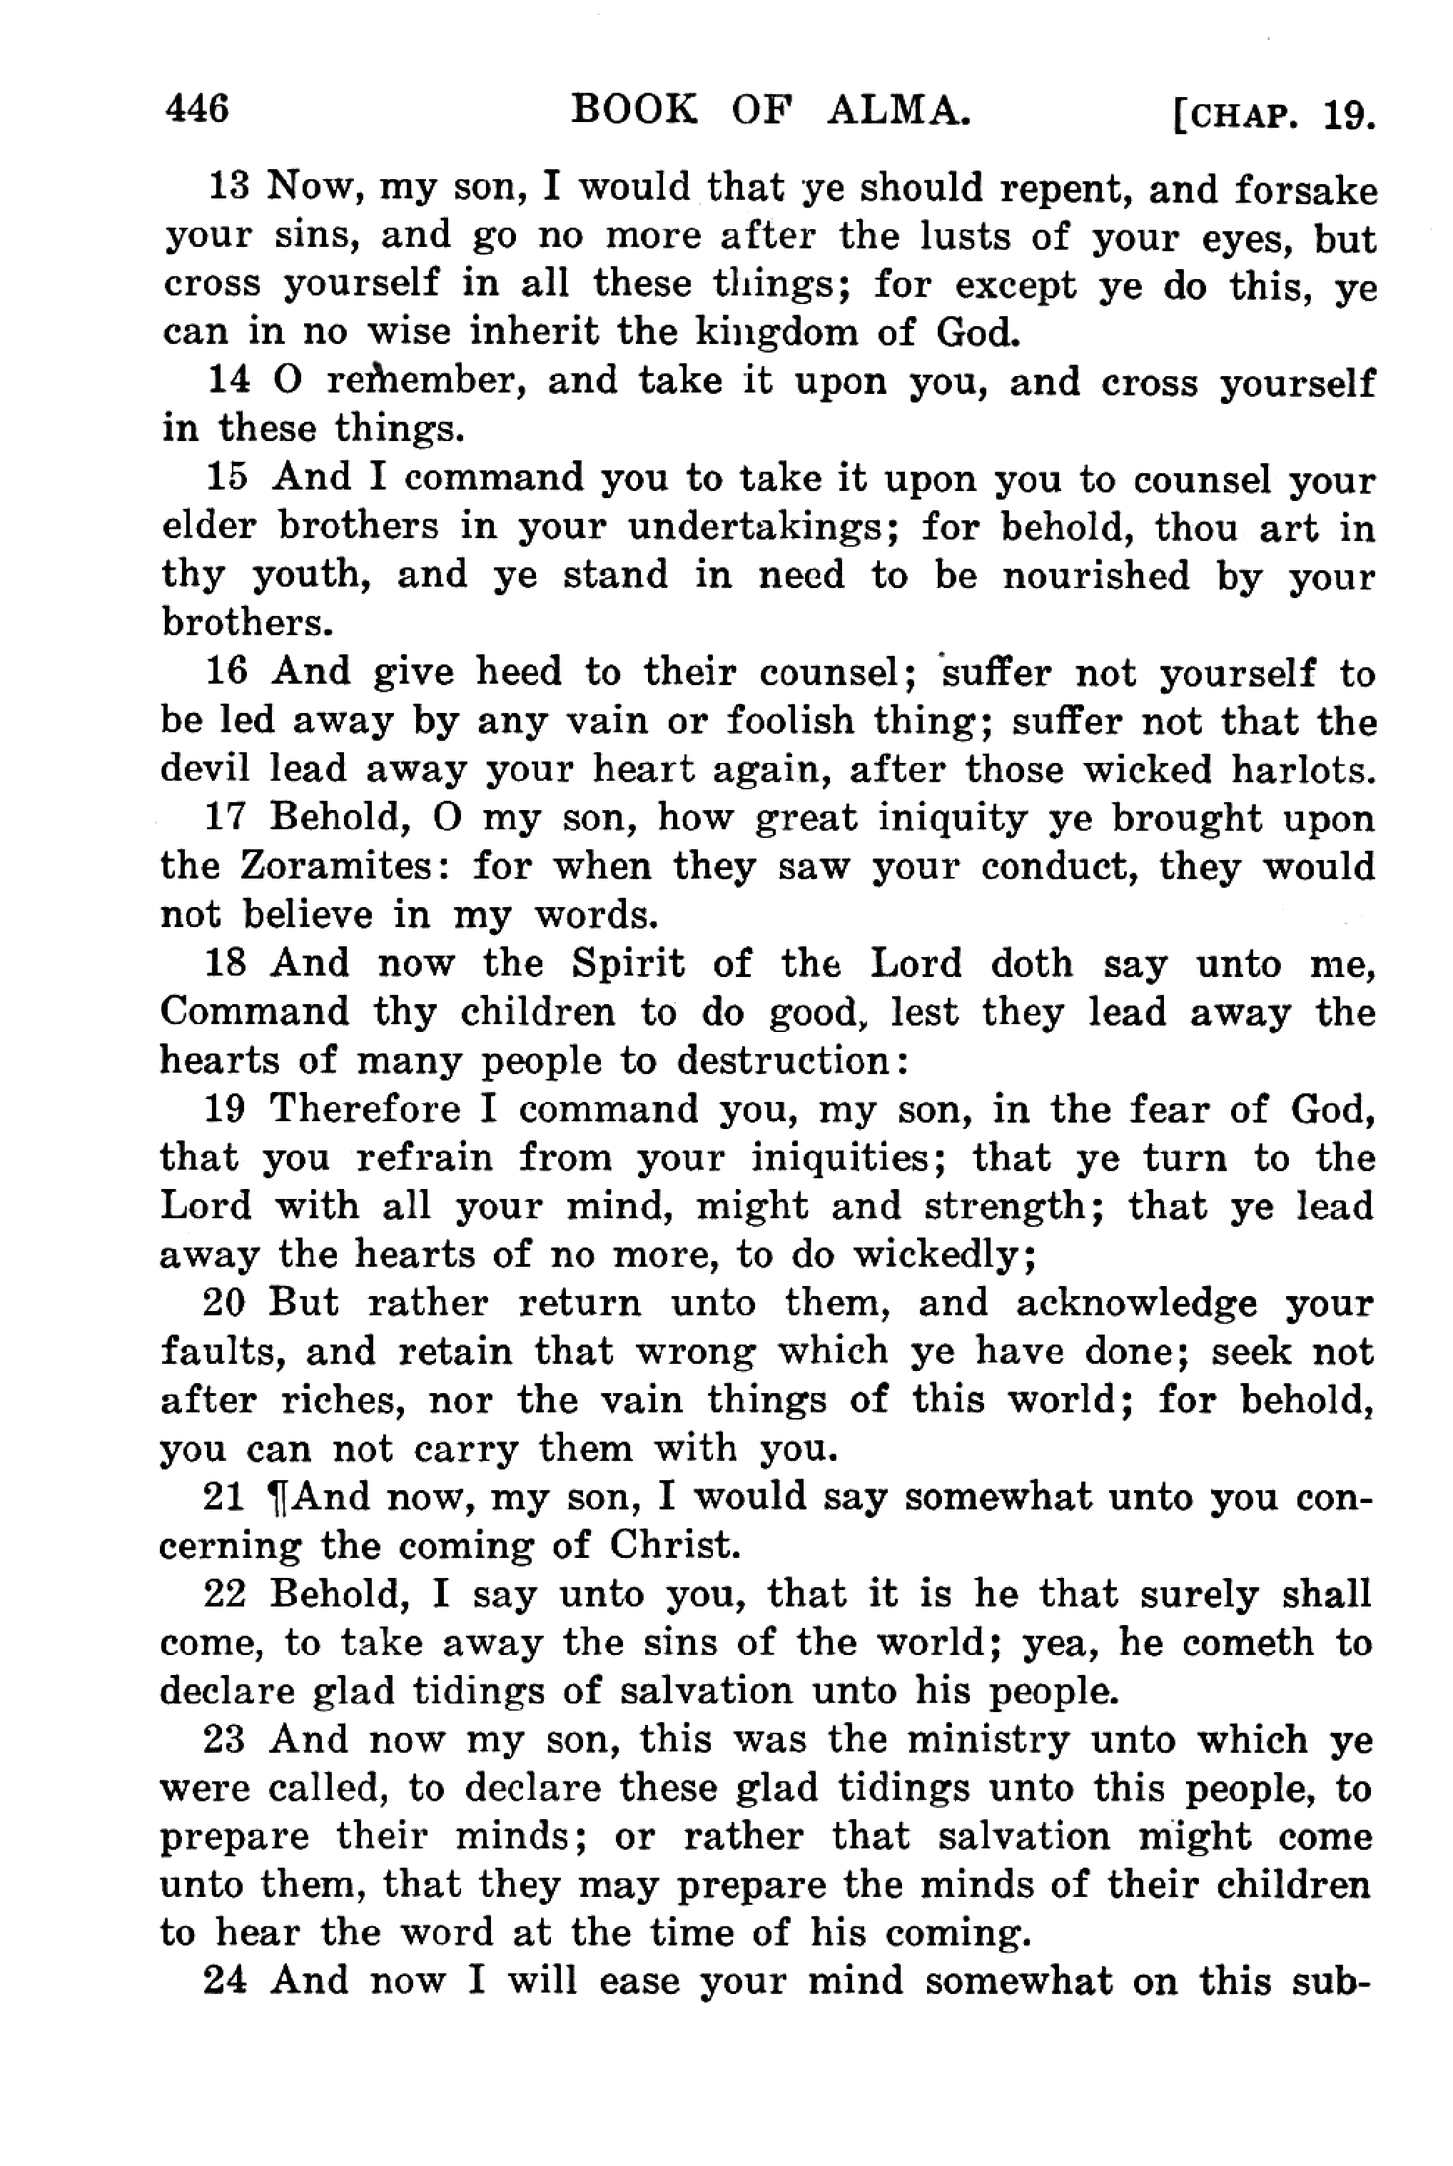 446 BOOK OF ALMA. [CHAP. 19.
13 Now, my son, I would that ye should repent, and forsake
your sins, and go no more after the lusts of your eyes, but
cross yourself in all these things; for except ye do this, ye
can in no wise inherit the kingdom of God.
14 O remember, and take it upon you, and cross yourself
in these things.
15 And I command you to take it upon you to counsel your
elder brothers in your undertakings; for behold, thou art in
thy youth, and ye stand in need to be nourished by your
brothers.
16 And give heed to their counsel; suffer not yourself to
be led away by any vain or foolish thing; suffer not that the
devil lead away your heart again, after those wicked harlots.
17 Behold, O my son, how great iniquity ye brought upon
the Zoramites: for when they saw your conduct, they would
not believe in my words.
18 And now the Spirit of the Lord doth say unto me,
Command thy children to do good, lest they lead away the
hearts of many people to destruction:
19 Therefore I command you, my son, in the fear of God,
that you refrain from your iniquities; that ye turn to the
Lord with all your mind, might and strength; that ye lead
away the hearts of no more, to do wickedly;
20 But rather return unto them, and acknowledge your
faults, and retain that wrong which ye have done; seek not
after riches, nor the vain things of this world; for behold,
you can not carry them with you.
21 ¶And now, my son, I would say somewhat unto you con-
cerning the coming of Christ.
22 Behold, I say unto you, that it is he that surely shall
come, to take away the sins of the world; yea, he cometh to
declare glad tidings of salvation unto his people.
23 And now my son, this was the ministry unto which ye
were called, to declare these glad tidings unto this people, to
prepare their minds; or rather that salvation might come
unto them, that they may prepare the minds of their children
to hear the word at the time of his coming.
24 And now I will ease your mind somewhat on this sub-